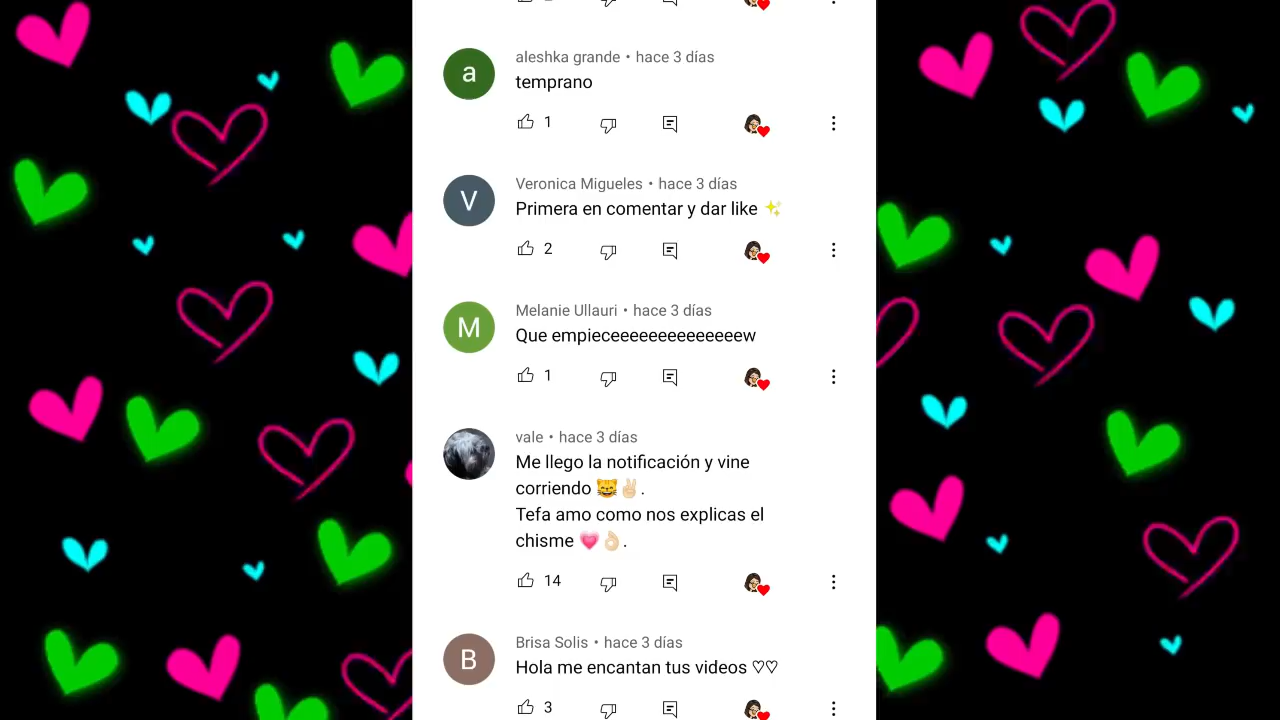 aleshka grande • hace 3 días
a
temprano
1
Veronica Migueles • hace 3 días
V
Primera en comentar y dar like ✨
2
Melanie Ullauri • hace 3 días
M
Que empieceeeeeeeeeeeeeew
1
vale • hace 3 días
Me llego la notificación y vine
corriendo 😸✌🏻.
Tefa amo como nos explicas el
chisme 💗👌🏻.
14
Brisa Solis • hace 3 días
B
Hola me encantan tus videos ♡♡
3